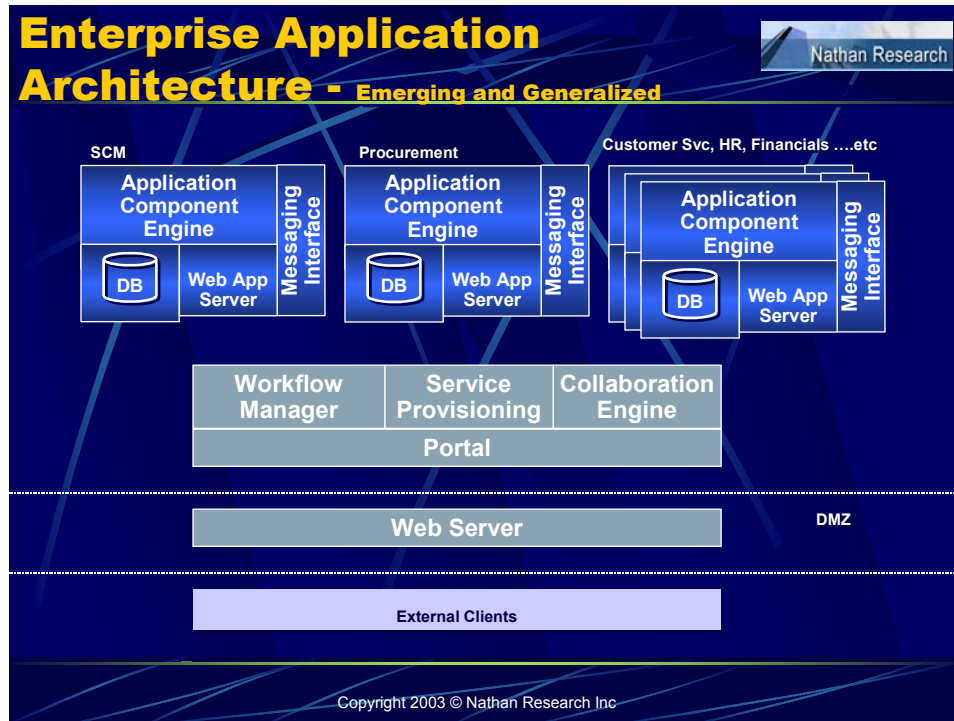 Enterprise Application
Architecture - Emerging and Generalized
Nathan Research
SCM
Application
Component
Engine
DB
Web App
Server
Messaging
Interface
Procurement
Application
Component
Engine
DB
Web App
Server
Messaging
Interface
Customer Svc, HR, Financials ….etc
Application
Component
Engine
DB
Web App
Server
Messaging
Interface
Workflow
Manager
Service
Provisioning
Collaboration
Engine
Portal
Web Server
DMZ
External Clients
Copyright 2003 © Nathan Research Inc